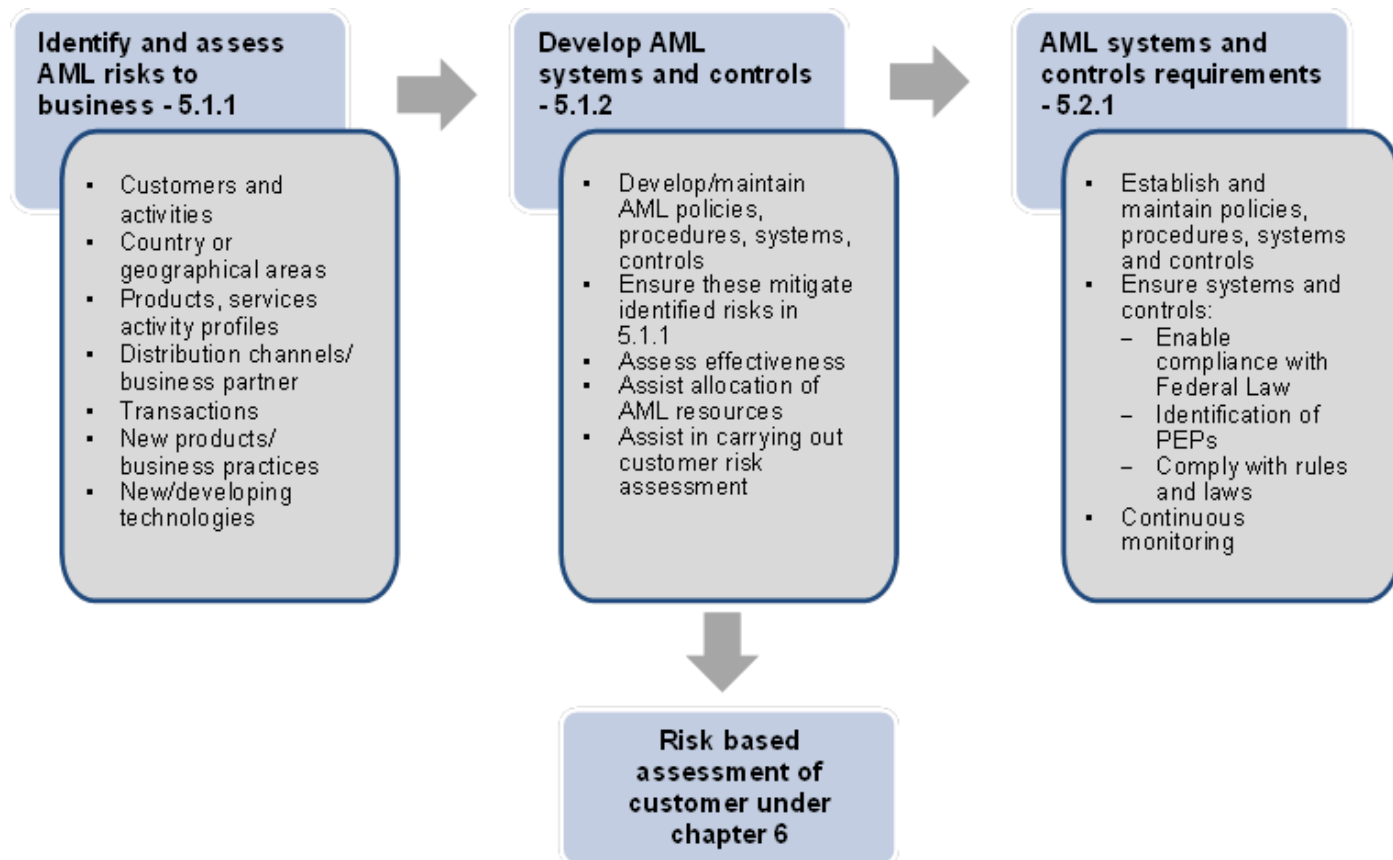 Identify and assess
AML risks to
business - 5.1.1
▪ Customers and
activities
▪ Country or
geographical areas
▪ Products, services
activity profiles
▪ Distribution channels/
business partner
▪ Transactions
▪ New products/
business practices
▪ New/developing
technologies
Develop AML
systems and controls
- 5.1.2
▪ Develop/maintain
AML policies,
procedures, systems,
controls
▪ Ensure these mitigate
identified risks in
5.1.1
▪ Assess effectiveness
▪ Assist allocation of
AML resources
▪ Assist in carrying out
customer risk
assessment
AML systems and
controls requirements
- 5.2.1
▪ Establish and
maintain policies,
procedures, systems
and controls
▪ Ensure systems and
controls:
– Enable
compliance with
Federal Law
– Identification of
PEPs
– Comply with rules
and laws
▪ Continuous
monitoring
Risk based
assessment of
customer under
chapter 6